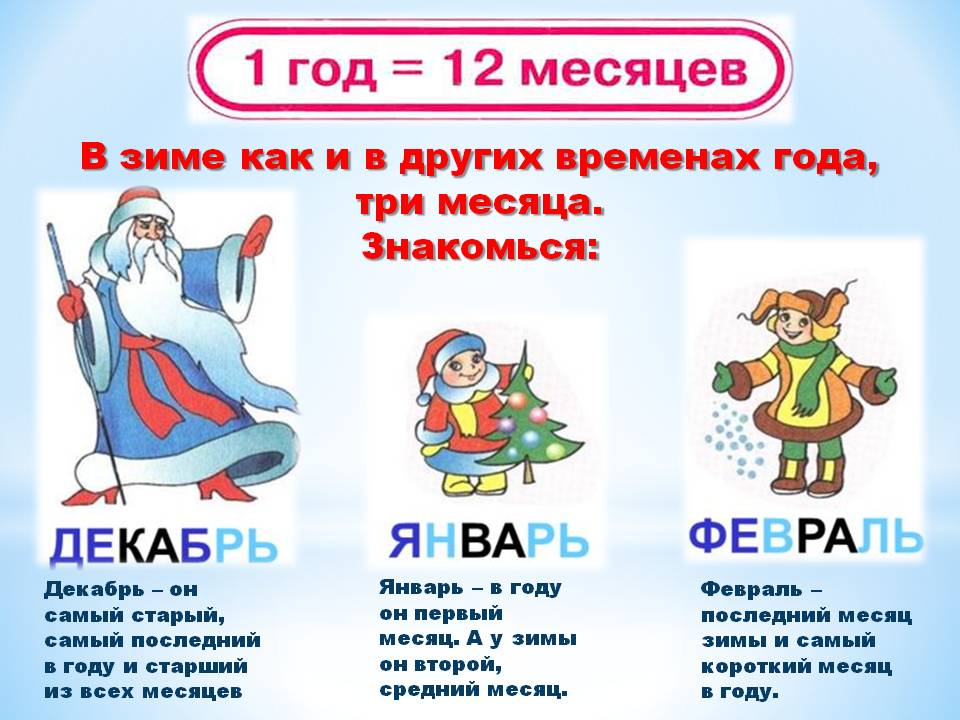 1 год = 12 месяцев
В зиме как и в других временах года,
три месяца.
Знакомься:
ДЕКАБРЬ
Декабрь – он
самый старый,
самый последний
в году и старший
из всех месяцев
ЯНВАРЬ
Январь – в году
он первый
месяц. А у зимы
он второй,
средний месяц.
ФЕВРАЛЬ
Февраль –
последний месяц
зимы и самый
короткий месяц
в году.